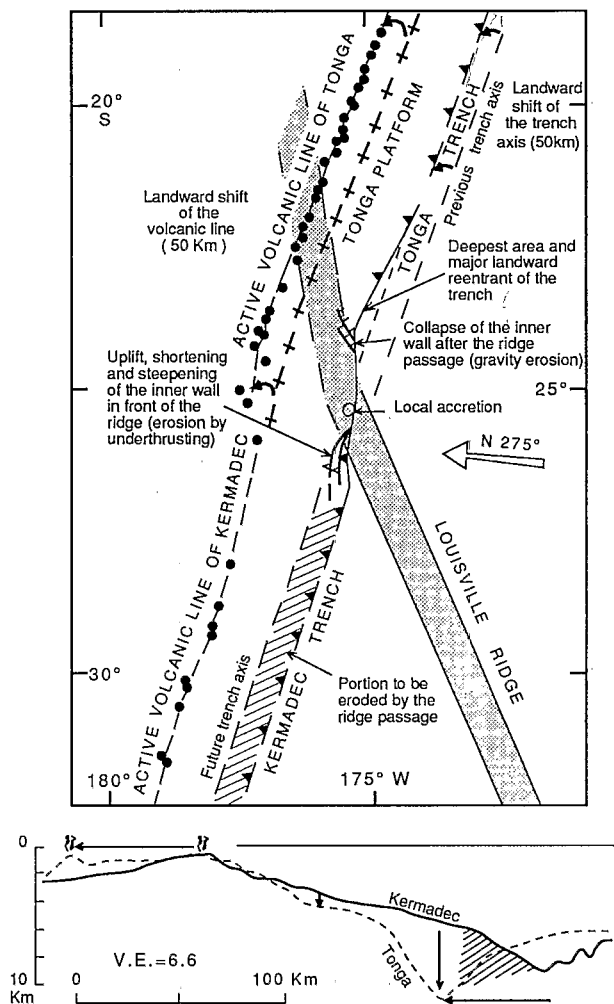 20°
S
ACTIVE VOLCANIC LINE OF TONGA
TONGA PLATFORM
TONGA TRENCH
Previous trench axis
Landward
shift of
the trench
axis (50km)
Landward shift
of the
volcanic line
( 50 Km )
Deepest area and
major landward
reentrant of the
trench
Collapse of the inner
wall after the ridge
passage (gravity erosion)
Uplift, shortening
and steepening
of the inner wall
in front of the
ridge (erosion by
underthrusting)
25°
Local accretion
N 275°
ACTIVE VOLCANIC LINE OF KERMADEC
LOUISVILLE RIDGE
30°
Future trench axis
KERMADEC TRENCH
Portion to be
eroded by the
ridge passage
180°
175° W
0
Kermadec
Tonga
V.E.=6.6
10
Km
0
100 Km